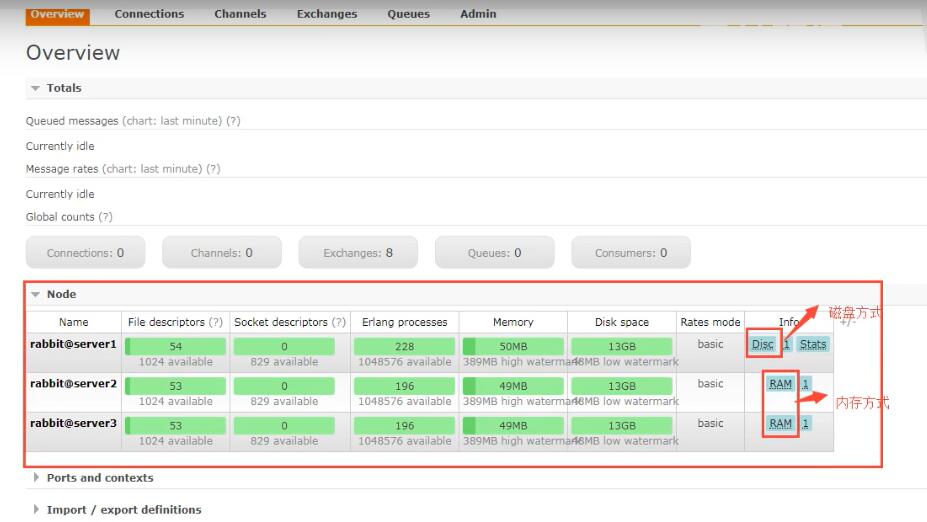 Overview Connections Channels Exchanges Queues Admin
Overview
Totals
Queued messages (chart: last minute) (?)
Currently idle
Message rates (chart: last minute) (?)
Currently idle
Global counts (?)
Connections: 0 Channels: 0 Exchanges: 8 Queues: 0 Consumers: 0
Node
Name File descriptors (?) Socket descriptors (?) Erlang processes Memory Disk space Rates mode Info +/-
磁盘方式
rabbit@server1 54 0 228 50MB 13GB basic Disc 1 Stats
1024 available 829 available 1048576 available 389MB high watermark 48MB low watermark
rabbit@server2 53 0 196 49MB 13GB basic RAM 1
1024 available 829 available 1048576 available 389MB high watermark 48MB low watermark
内存方式
rabbit@server3 53 0 196 49MB 13GB basic RAM 1
1024 available 829 available 1048576 available 389MB high watermark 48MB low watermark
Ports and contexts
Import / export definitions